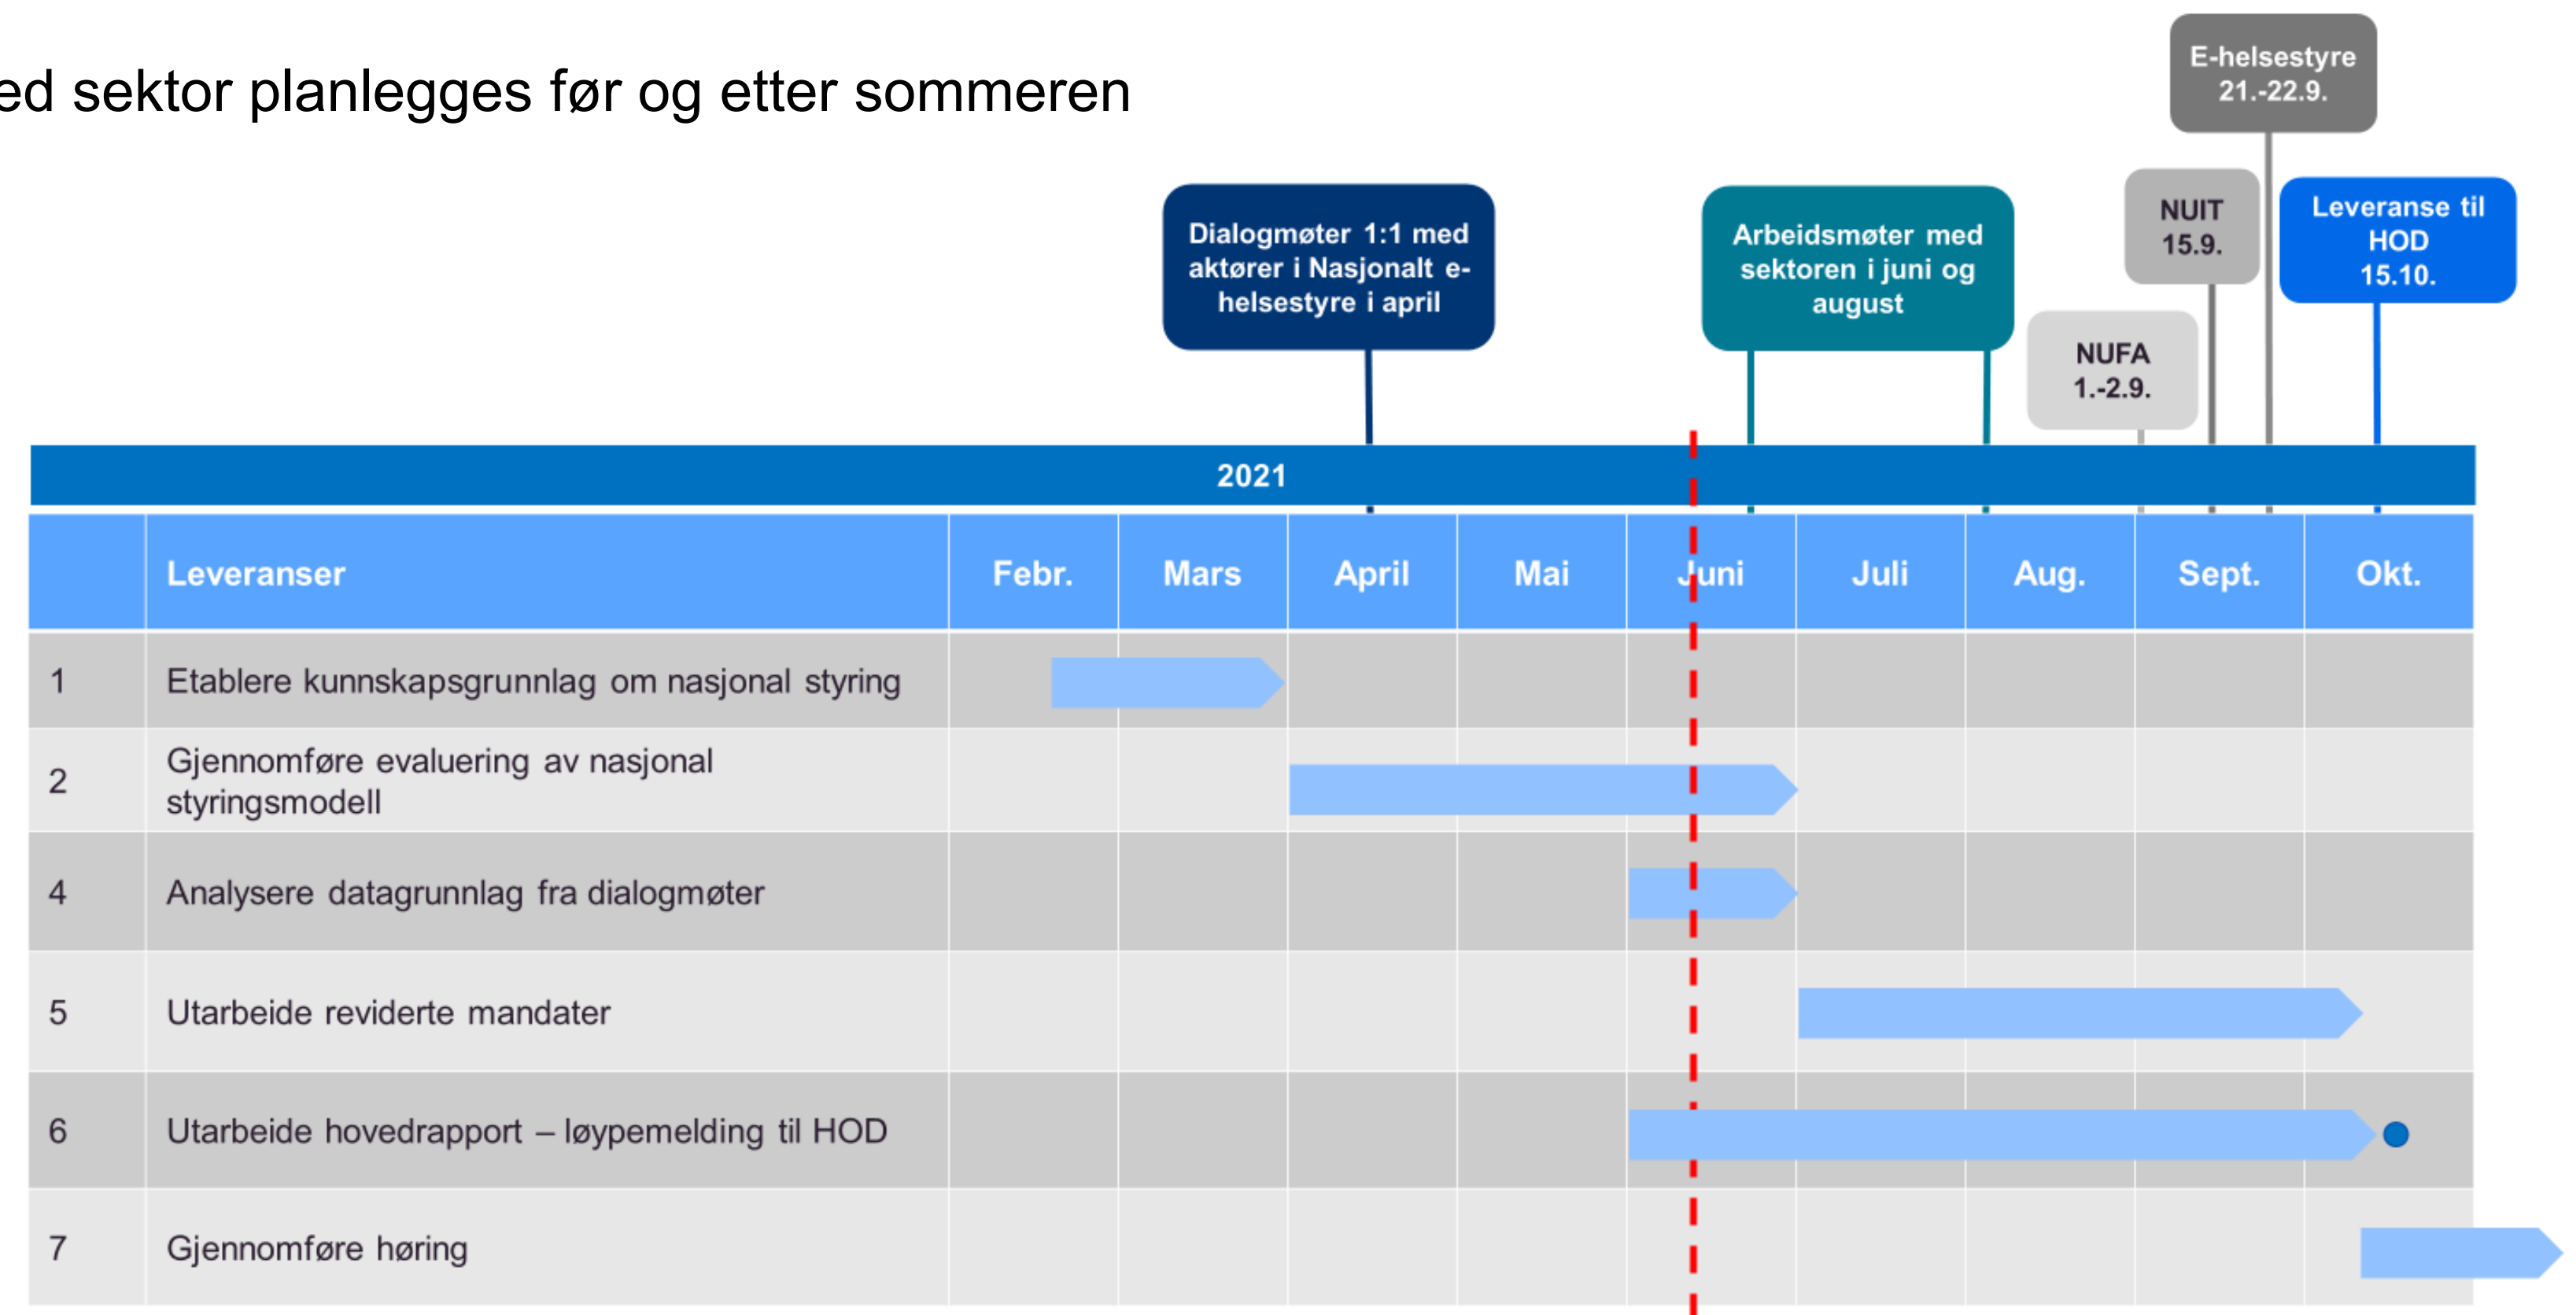 ed sektor planlegges før og etter sommeren
E-helsestyre
21.-22.9.
Dialogmøter 1:1 med
aktører i Nasjonalt e-
helsestyre i april
Arbeidsmøter med
sektoren i juni og
august
NUIT
15.9.
Leveranse til
HOD
15.10.
NUFA
1.-2.9.
2021
Leveranser Febr. Mars April Mai Juni Juli Aug. Sept. Okt.
1 Etablere kunnskapsgrunnlag om nasjonal styring
2 Gjennomføre evaluering av nasjonal
styringsmodell
4 Analysere datagrunnlag fra dialogmøter
5 Utarbeide reviderte mandater
6 Utarbeide hovedrapport – løypemelding til HOD
7 Gjennomføre høring